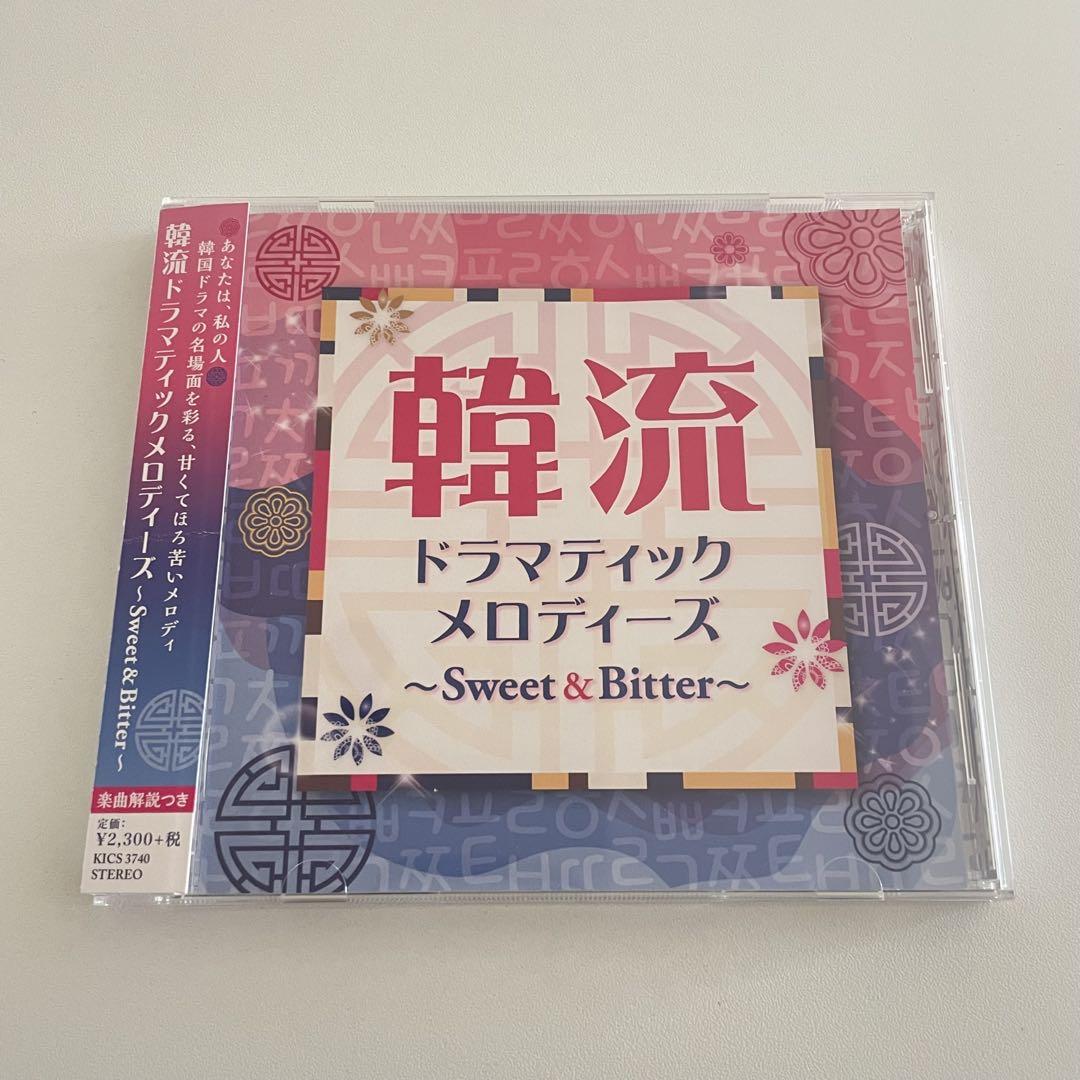 あなたは、私の人
韓国ドラマの名場面を彩る、甘くてほろ苦いメロディ
韓流ドラマティックメロディーズ~Sweet&Bitter~
楽曲解説つき
定価:
¥2,300+税
KICS 3740
STEREO
韓流
ドラマティック
メロディーズ
~Sweet&Bitter~